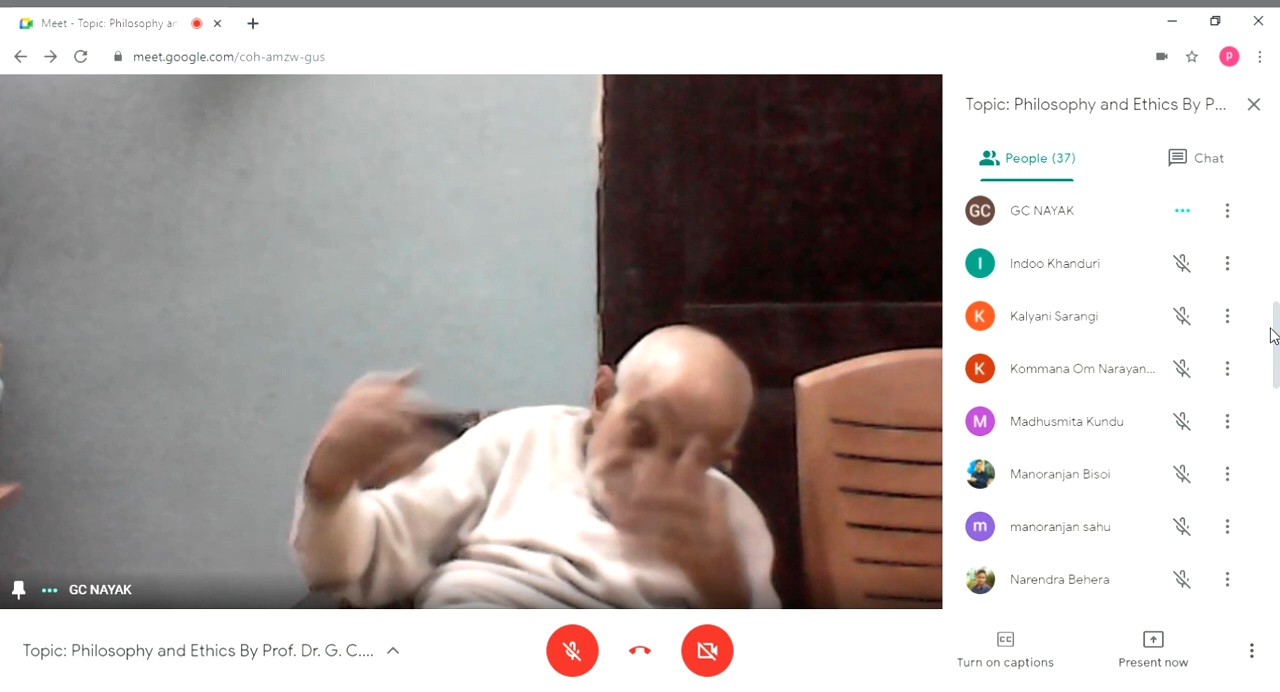 Meet - Topic: Philosophy ar
meet.google.com/coh-amzw-gus
P
Topic: Philosophy and Ethics By P...
People (37)
Chat
GC GC NAYAK
I Indoo Khanduri
K Kalyani Sarangi
K Kommana Om Narayan...
M Madhusmita Kundu
Manoranjan Bisoi
m manoranjan sahu
Narendra Behera
GC NAYAK
Topic: Philosophy and Ethics By Prof. Dr. G. C....
CC
Turn on captions
Present now